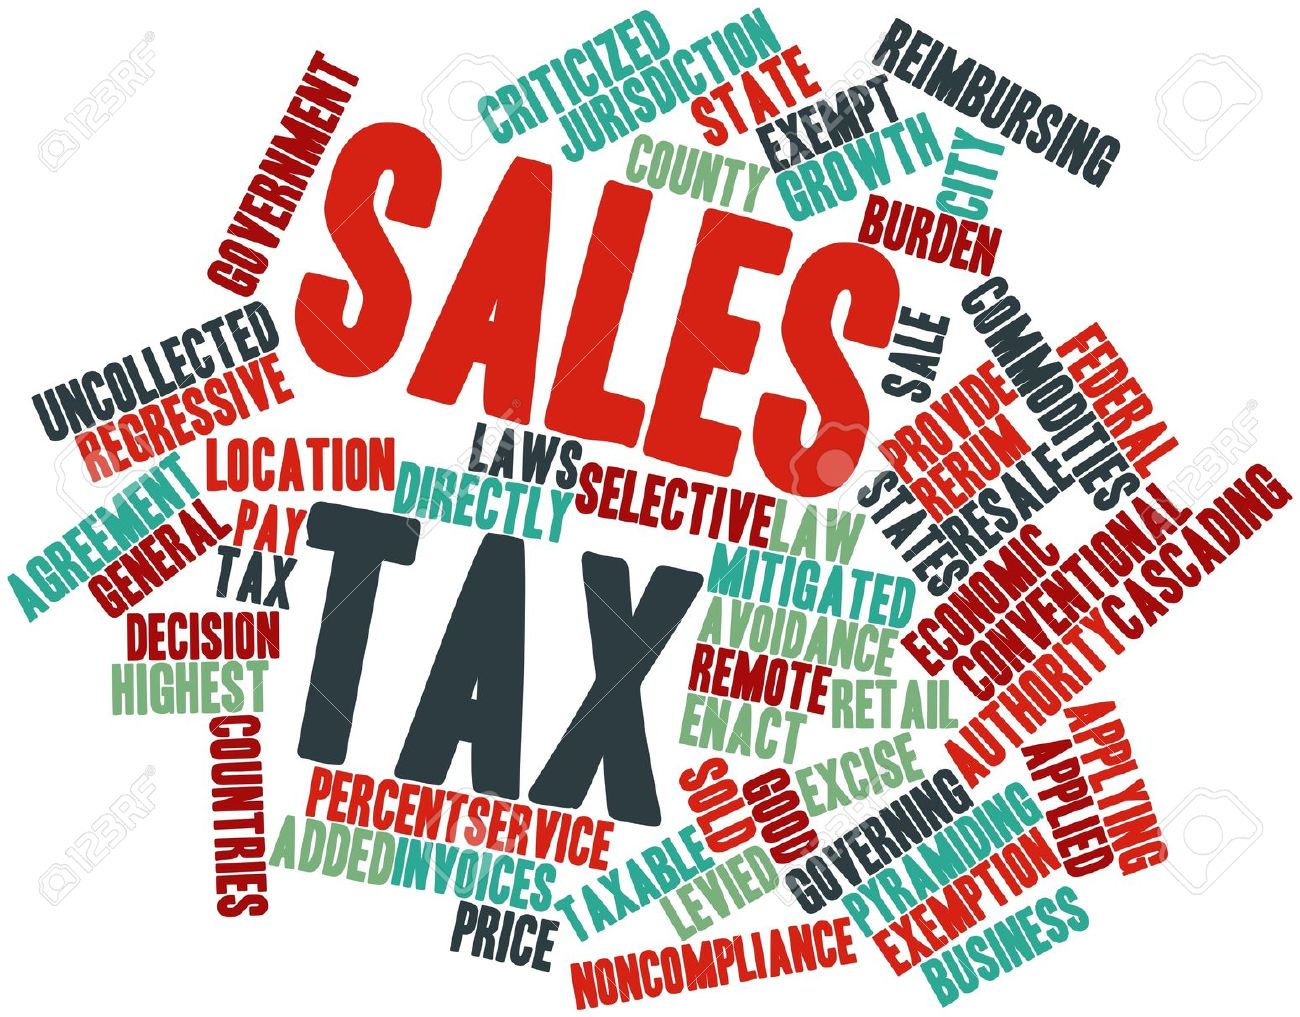 CRITICIZED
JURISDICTION
STATE
EXEMPT
REIMBURSING
GOVERNMENT
COUNTY
GROWTH
CITY
BURDEN
SALES
UNCOLLECTED
REGRESSIVE
SALE
COMMODITIES
FEDERAL
PROVIDE
RERUM
RESALE
STATES
LOCATION
LAWS
DIRECTLY
SELECTIVE
LAW
AGREEMENT
GENERAL
PAY
TAX
TAX
MITIGATED
AVOIDANCE
ECONOMIC
CONVENTIONAL
CASCADING
AUTHORITY
DECISION
HIGHEST
REMOTE
RETAIL
ENACT
COUNTRIES
EXCISE
APPLYING
APPLIED
PERCENT
SERVICE
SOLD
GOOD
GOVERNING
ADDED
INVOICES
TAXABLE
LEVIED
PYRAMIDING
EXEMPTION
PRICE
NONCOMPLIANCE
BUSINESS
123RF